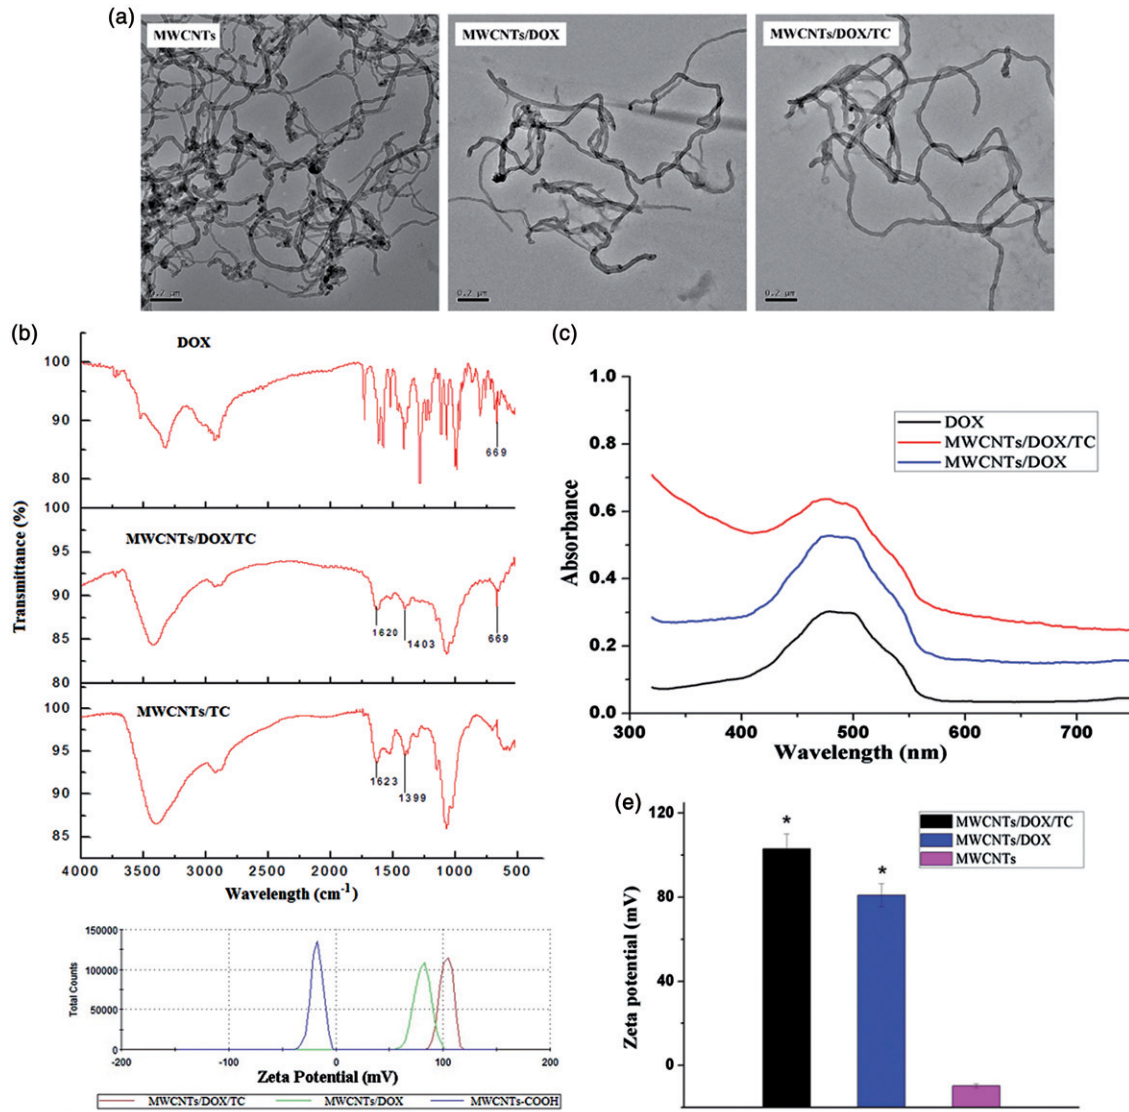 (a)
MWCNTs
MWCNTs/DOX
MWCNTs/DOX/TC
0.2 μm
0.2 μm
0.2 μm
(b)
DOX
100
90
80
669
100
MWCNTs/DOX/TC
95
90
85
80
1620
1403
669
MWCNTs/TC
100
95
90
85
1623
1399
Transmittance (%)
4000 3500 3000 2500 2000 1500 1000 500
Wavelength (cm-1)
(c)
1.0
0.8
0.6
0.4
0.2
0.0
Absorbance
DOX
MWCNTs/DOX/TC
MWCNTs/DOX
300 400 500 600 700
Wavelength (nm)
150000
100000
50000
0
Total Counts
-200 -100 0 100 200
Zeta Potential (mV)
MWCNTs/DOX/TC MWCNTs/DOX MWCNTs-COOH
(e)
120
80
40
0
Zeta potential (mV)
*
*
MWCNTs/DOX/TC
MWCNTs/DOX
MWCNTs